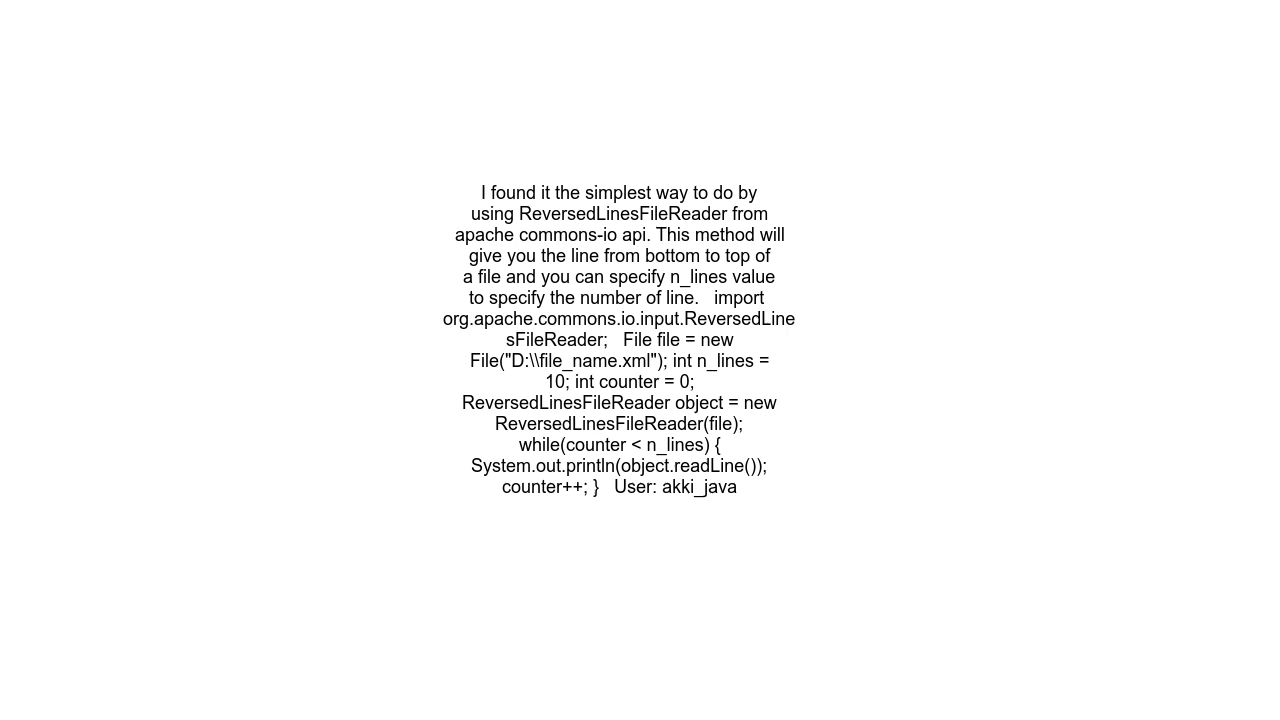 I found it the simplest way to do by
using ReversedLinesFileReader from
apache commons-io api. This method will
give you the line from bottom to top of
a file and you can specify n_lines value
to specify the number of line.   import
org.apache.commons.io.input.ReversedLine
sFileReader;   File file = new
File("D:\\file_name.xml"); int n_lines =
10; int counter = 0;
ReversedLinesFileReader object = new
ReversedLinesFileReader(file);
while(counter < n_lines) {
System.out.println(object.readLine());
counter++; }   User: akki_java